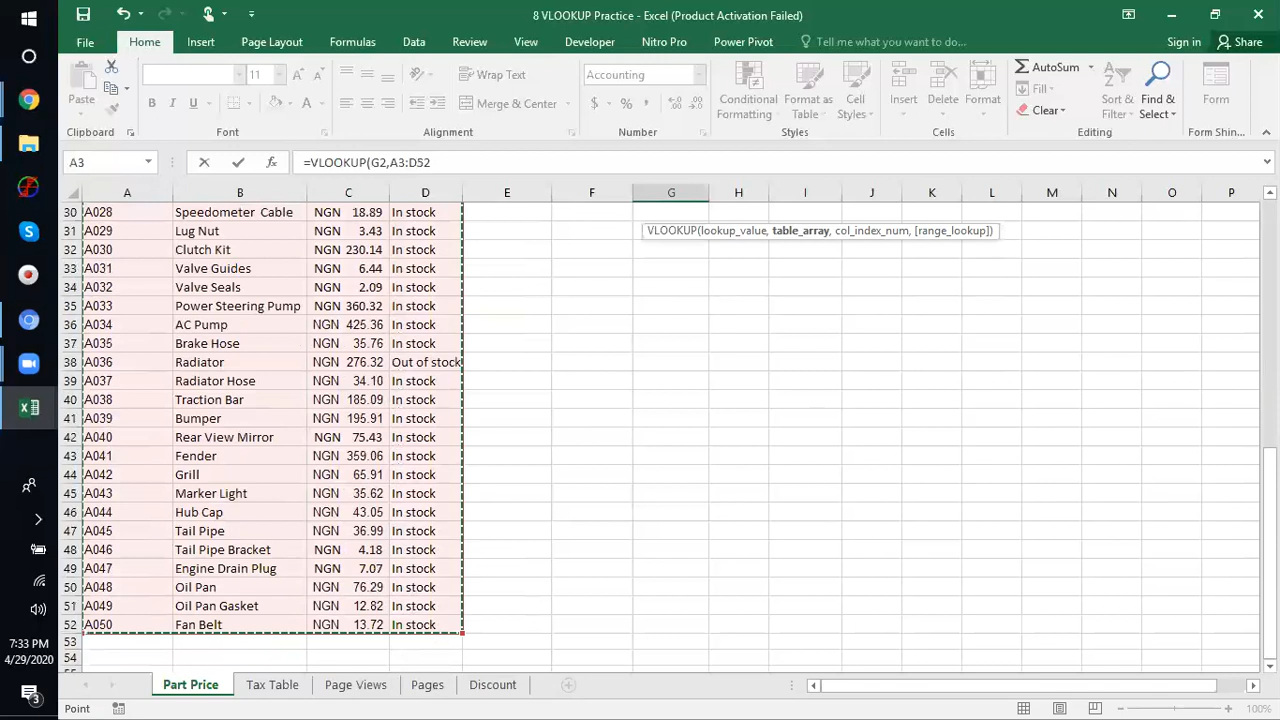 8 VLOOKUP Practice - Excel (Product Activation Failed)
File Home Insert Page Layout Formulas Data Review View Developer Nitro Pro Power Pivot Tell me what you want to do... Sign in Share
Paste
Clipboard
11
B I U A
Font
Wrap Text
Merge & Center
Alignment
Accounting
$ % ,
Number
Conditional Formatting
Format as Table
Cell Styles
Styles
Insert Delete Format
Cells
AutoSum
Fill
Clear
Sort & Filter
Find & Select
Editing
Form
Form Shin...
A3 =VLOOKUP(G2,A3:D52
A B C D E F G H I J K L M N O P
VLOOKUP(lookup_value, table_array, col_index_num, [range_lookup])
30 A028 Speedometer Cable NGN 18.89 In stock
31 A029 Lug Nut NGN 3.43 In stock
32 A030 Clutch Kit NGN 230.14 In stock
33 A031 Valve Guides NGN 6.44 In stock
34 A032 Valve Seals NGN 2.09 In stock
35 A033 Power Steering Pump NGN 360.32 In stock
36 A034 AC Pump NGN 425.36 In stock
37 A035 Brake Hose NGN 35.76 In stock
38 A036 Radiator NGN 276.32 Out of stock
39 A037 Radiator Hose NGN 34.10 In stock
40 A038 Traction Bar NGN 185.09 In stock
41 A039 Bumper NGN 195.91 In stock
42 A040 Rear View Mirror NGN 75.43 In stock
43 A041 Fender NGN 359.06 In stock
44 A042 Grill NGN 65.91 In stock
45 A043 Marker Light NGN 35.62 In stock
46 A044 Hub Cap NGN 43.05 In stock
47 A045 Tail Pipe NGN 36.99 In stock
48 A046 Tail Pipe Bracket NGN 4.18 In stock
49 A047 Engine Drain Plug NGN 7.07 In stock
50 A048 Oil Pan NGN 76.29 In stock
51 A049 Oil Pan Gasket NGN 12.82 In stock
52 A050 Fan Belt NGN 13.72 In stock
53
54
55
Part Price Tax Table Page Views Pages Discount
Point
100%
7:33 PM
4/29/2020
3